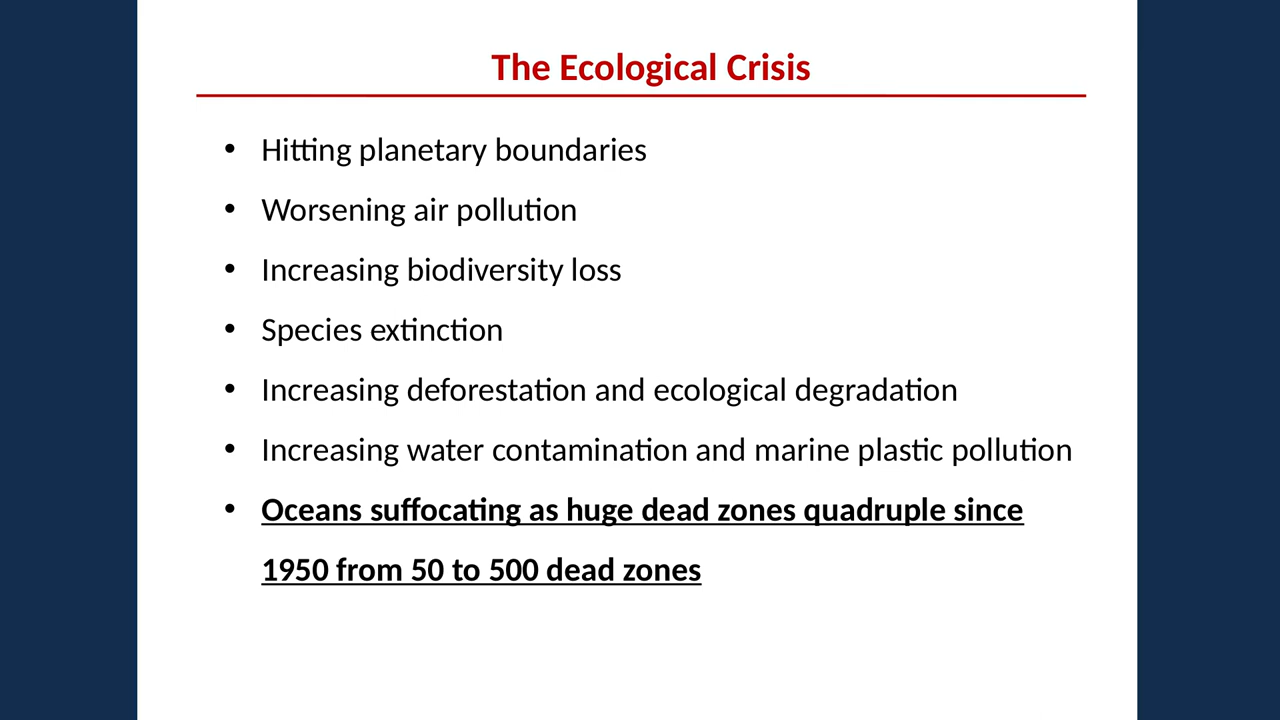 The Ecological Crisis
• Hitting planetary boundaries
• Worsening air pollution
• Increasing biodiversity loss
• Species extinction
• Increasing deforestation and ecological degradation
• Increasing water contamination and marine plastic pollution
• Oceans suffocating as huge dead zones quadruple since
1950 from 50 to 500 dead zones